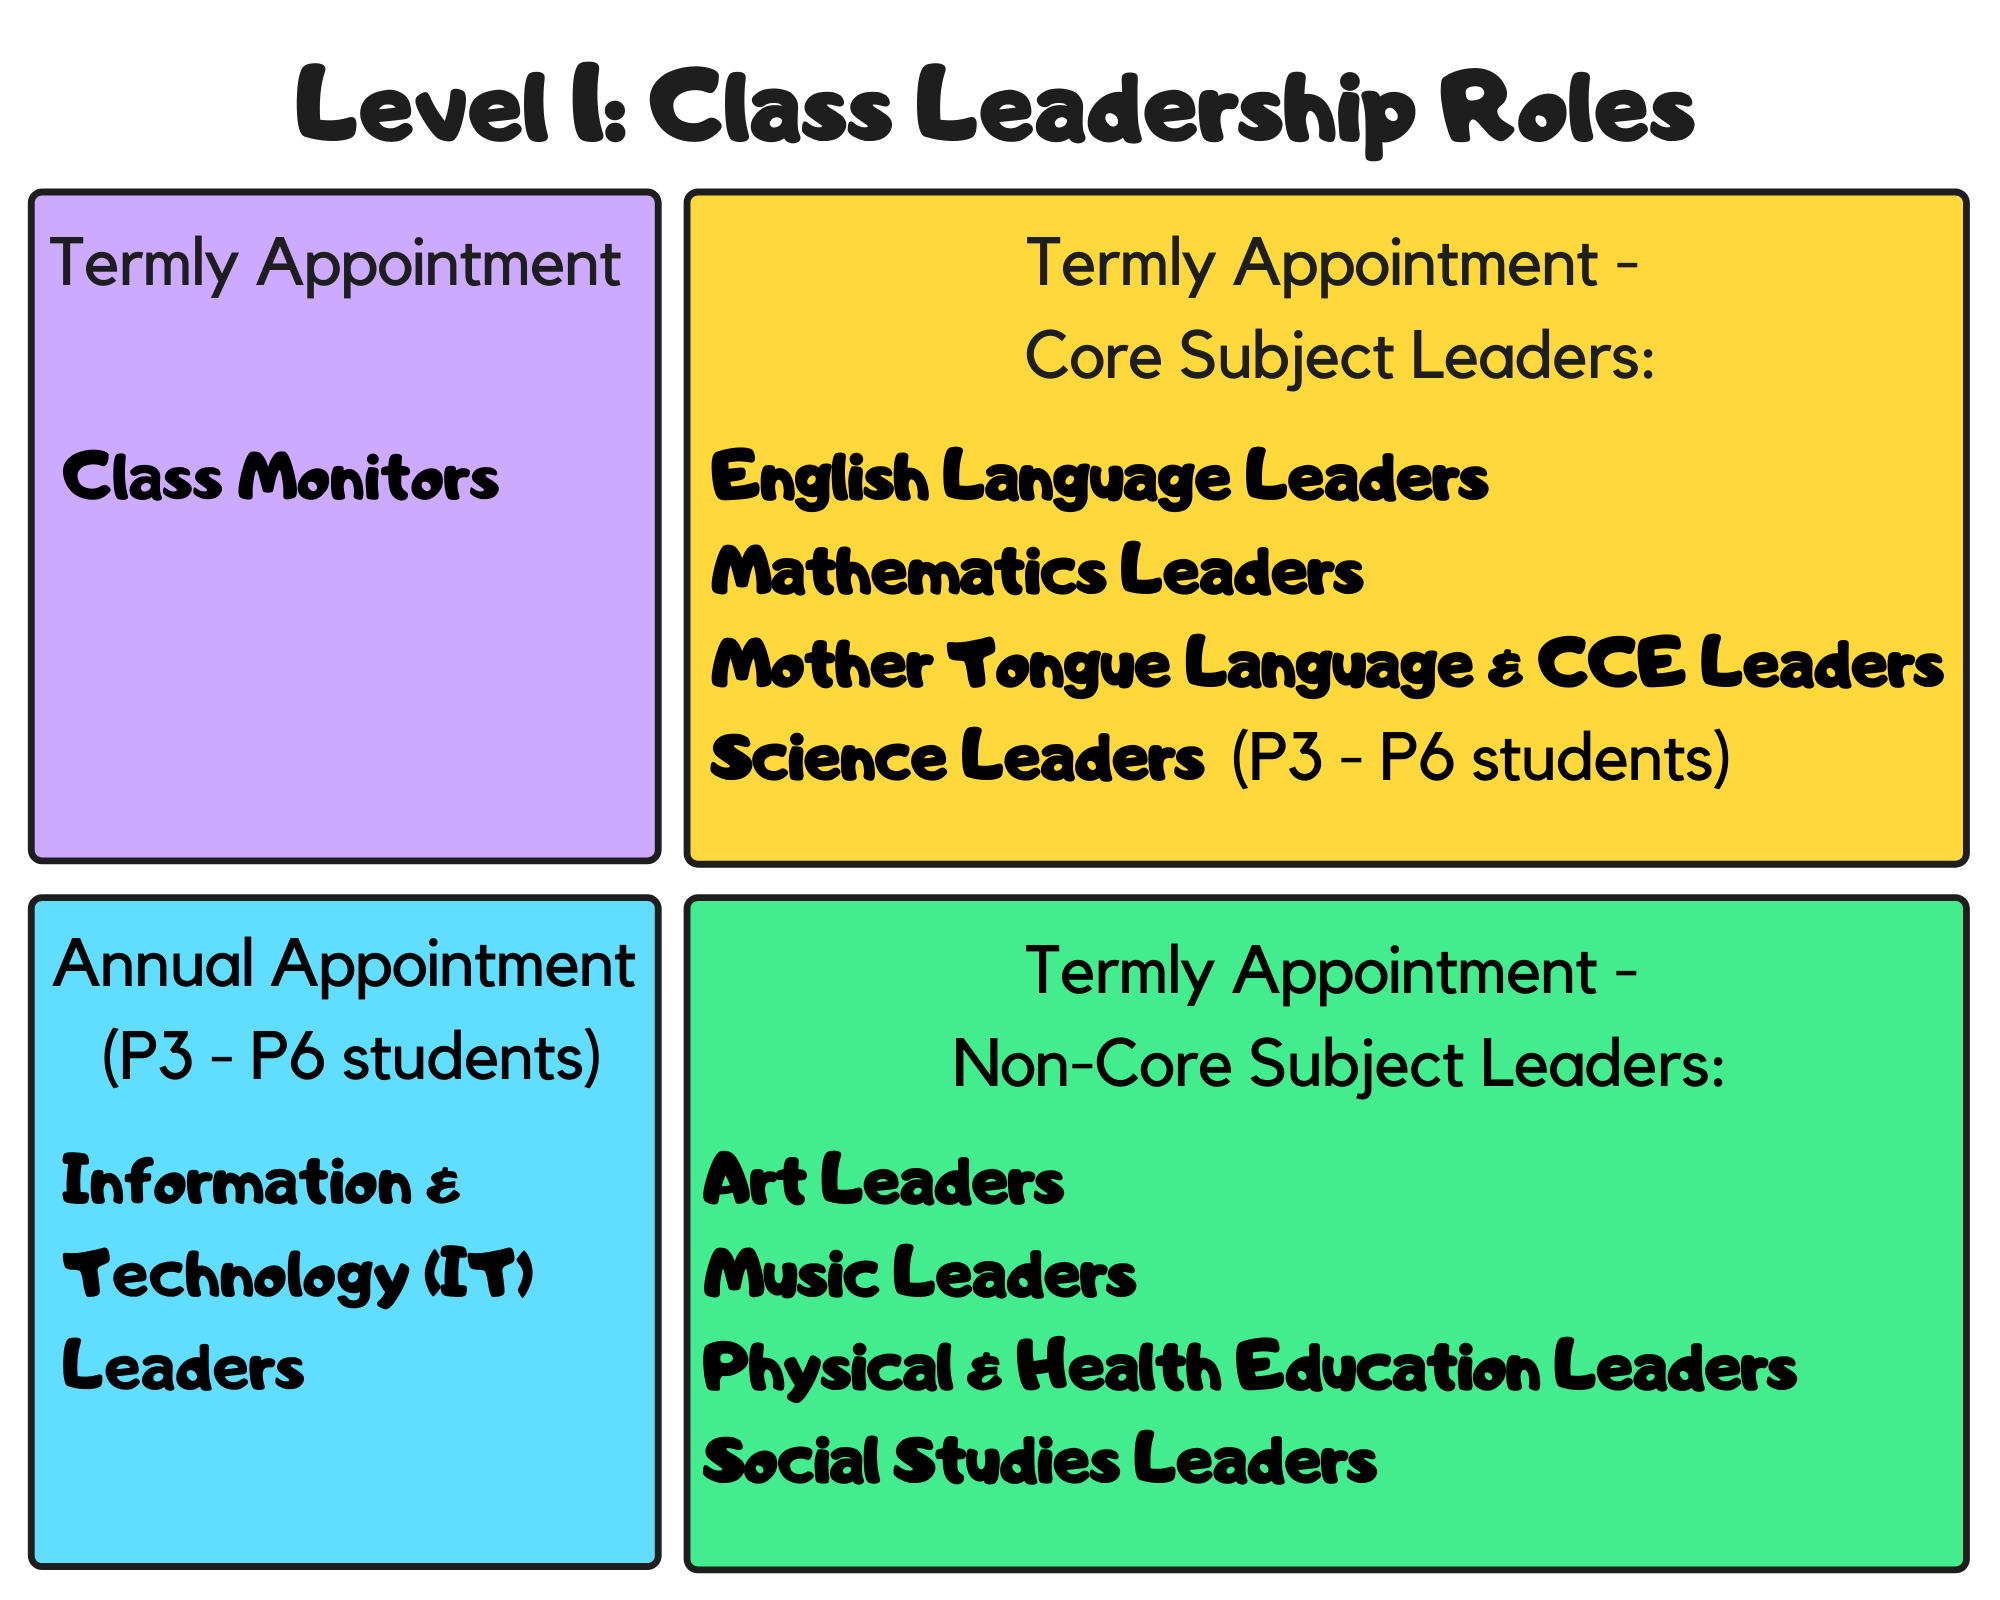 Level 1: Class Leadership Roles
Termly Appointment
Class Monitors
Termly Appointment -
Core Subject Leaders:
English Language Leaders
Mathematics Leaders
Mother Tongue Language & CCE Leaders
Science Leaders (P3 - P6 students)
Annual Appointment
(P3 - P6 students)
Information &
Technology (IT)
Leaders
Termly Appointment -
Non-Core Subject Leaders:
Art Leaders
Music Leaders
Physical & Health Education Leaders
Social Studies Leaders